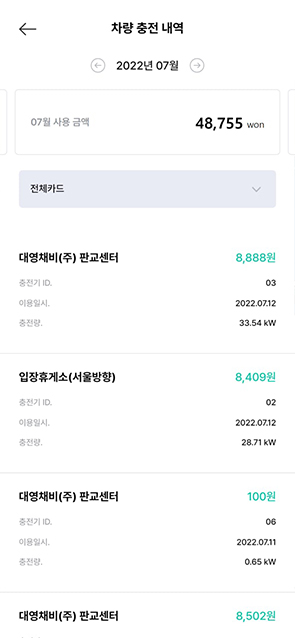 차량 충전 내역
2022년 07월
07월 사용 금액 48,755 won
전체카드
대영채비(주) 판교센터 8,888원
충전기 ID. 03
이용일시. 2022.07.12
충전량. 33.54 kW
입장휴게소(서울방향) 8,409원
충전기 ID. 02
이용일시. 2022.07.12
충전량. 28.71 kW
대영채비(주) 판교센터 100원
충전기 ID. 06
이용일시. 2022.07.11
충전량. 0.65 kW
대영채비(주) 판교센터 8,502원